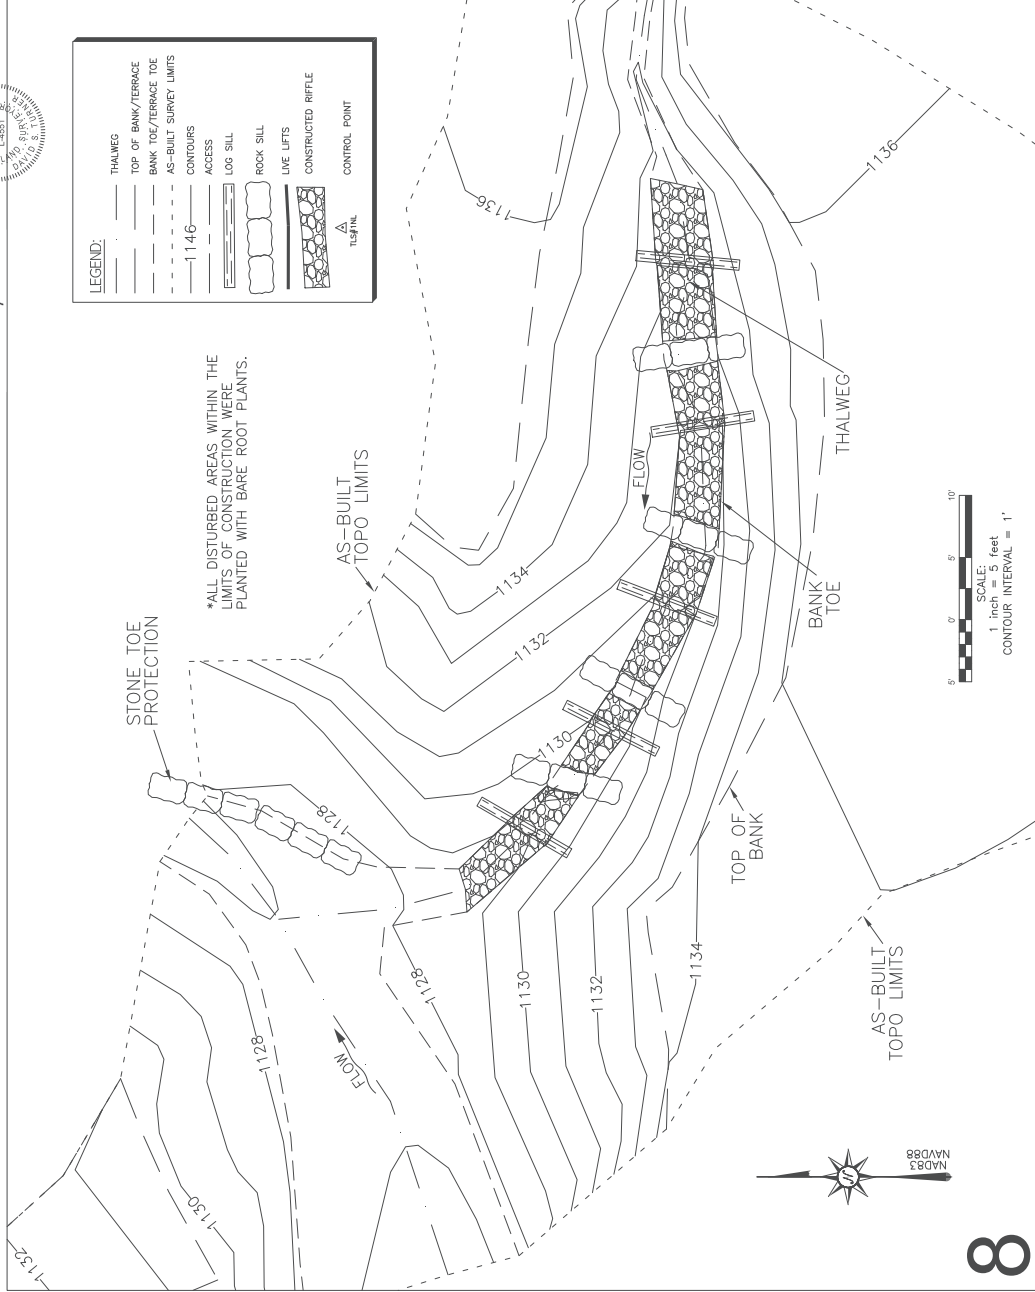 LEGEND:
THALWEG
TOP OF BANK/TERRACE
BANK TOE/TERRACE TOE
AS-BUILT SURVEY LIMITS
1146
CONTOURS
ACCESS
LOG SILL
ROCK SILL
LIVE LIFTS
CONSTRUCTED RIFFLE
CONTROL POINT
*ALL DISTURBED AREAS WITHIN THE
LIMITS OF CONSTRUCTION WERE
PLANTED WITH BARE ROOT PLANTS.
STONE TOE
PROTECTION
AS-BUILT
TOPO LIMITS
1136
1136
1134
1132
1130
1128
FLOW
THALWEG
BANK
TOE
TOP OF
BANK
1134
1132
1130
1128
1128
FLOW
1130
1132
AS-BUILT
TOPO LIMITS
5'
0'
5'
10'
SCALE:
1 inch = 5 feet
CONTOUR INTERVAL = 1'
NAD83
NAVD88
DAVID S. TURNER
8